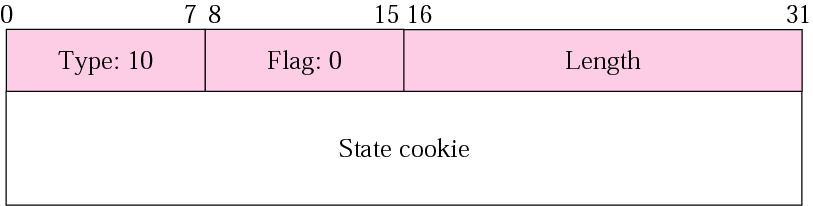 0 7 8 15 16 31
Type: 10 Flag: 0 Length
State cookie